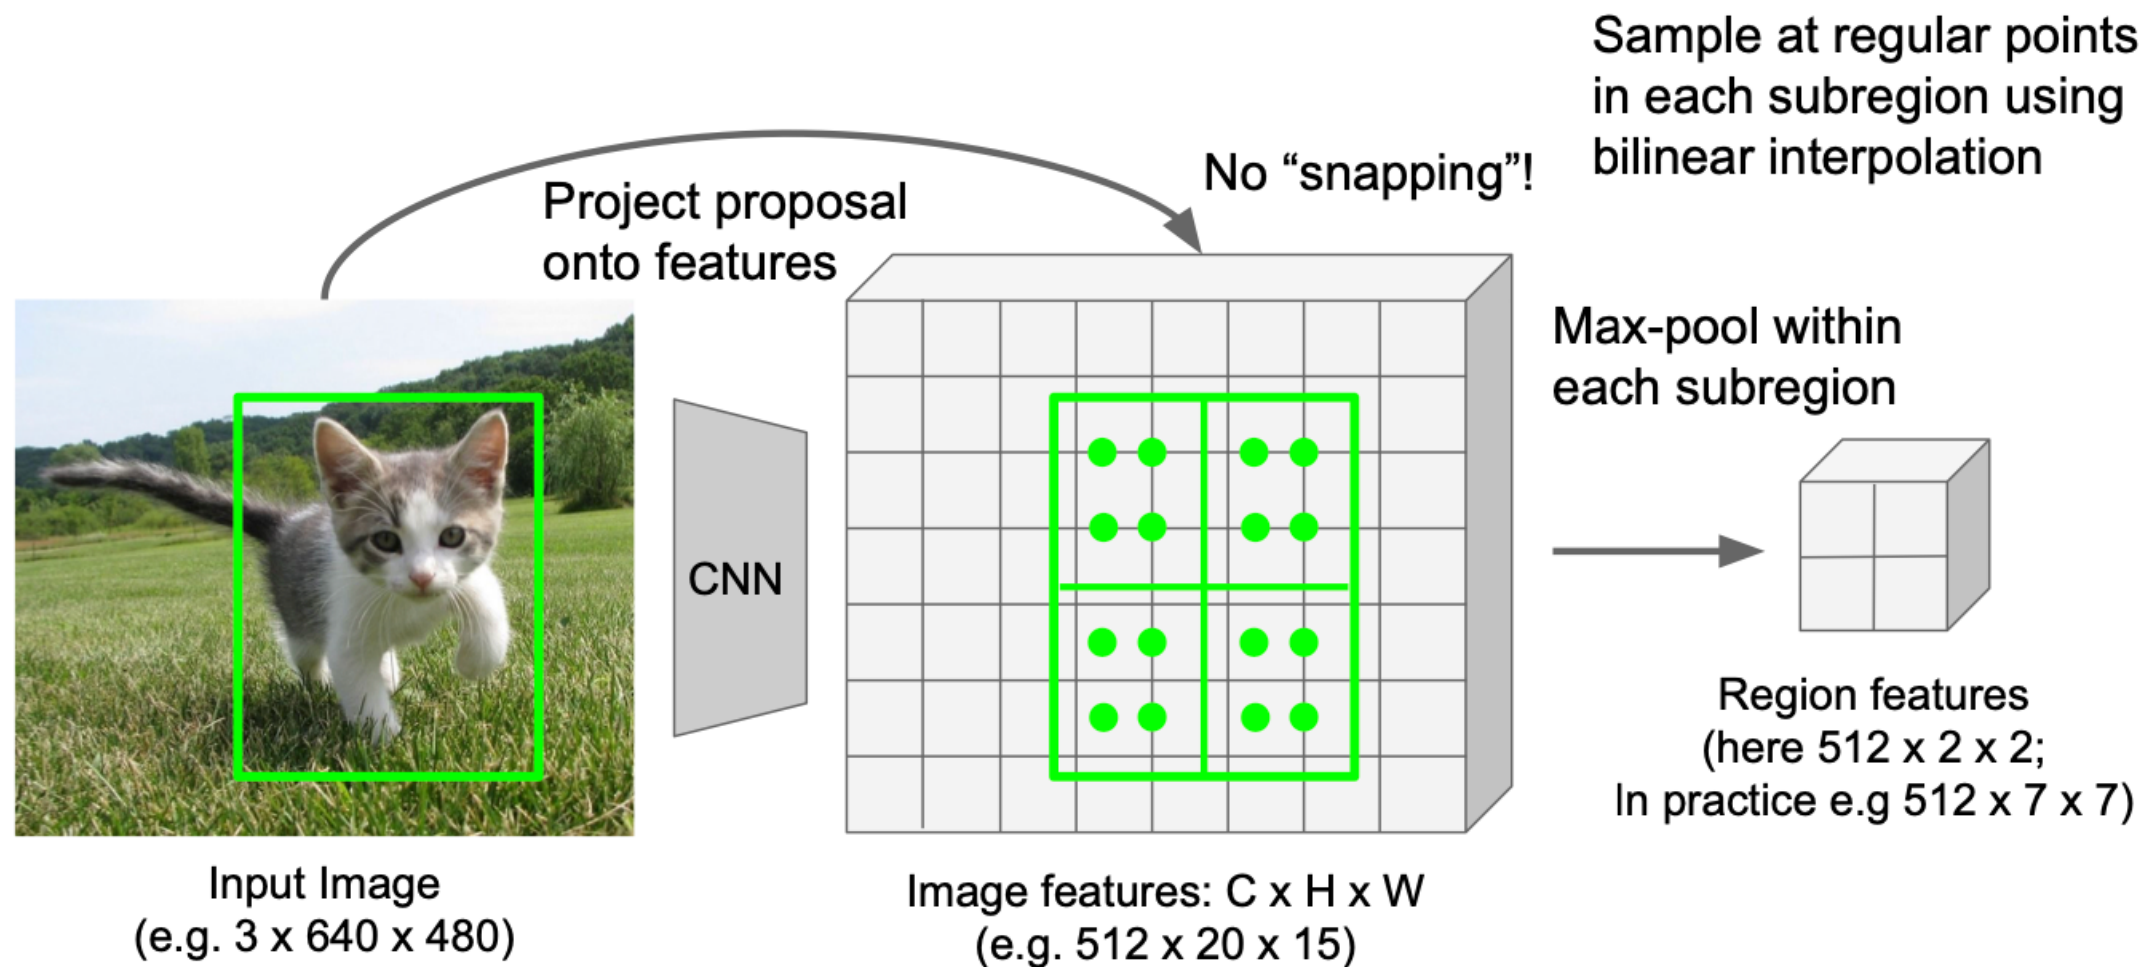 Sample at regular points
in each subregion using
bilinear interpolation
No “snapping”!
Project proposal
onto features
Max-pool within
each subregion
CNN
Region features
(here 512 x 2 x 2;
In practice e.g 512 x 7 x 7)
Input Image
(e.g. 3 x 640 x 480)
Image features: C x H x W
(e.g. 512 x 20 x 15)